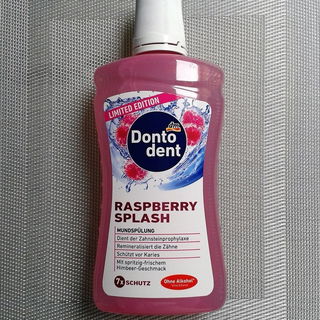 LIMITED EDITION
dm
Donto
dent
RASPBERRY
SPLASH
MUNDSPÜLUNG
Dient der Zahnsteinprophylaxe
Remineralisiert die Zähne
Schützt vor Karies
Mit spritzig-frischem
Himbeer-Geschmack
7x SCHUTZ
Ohne Alkohol*